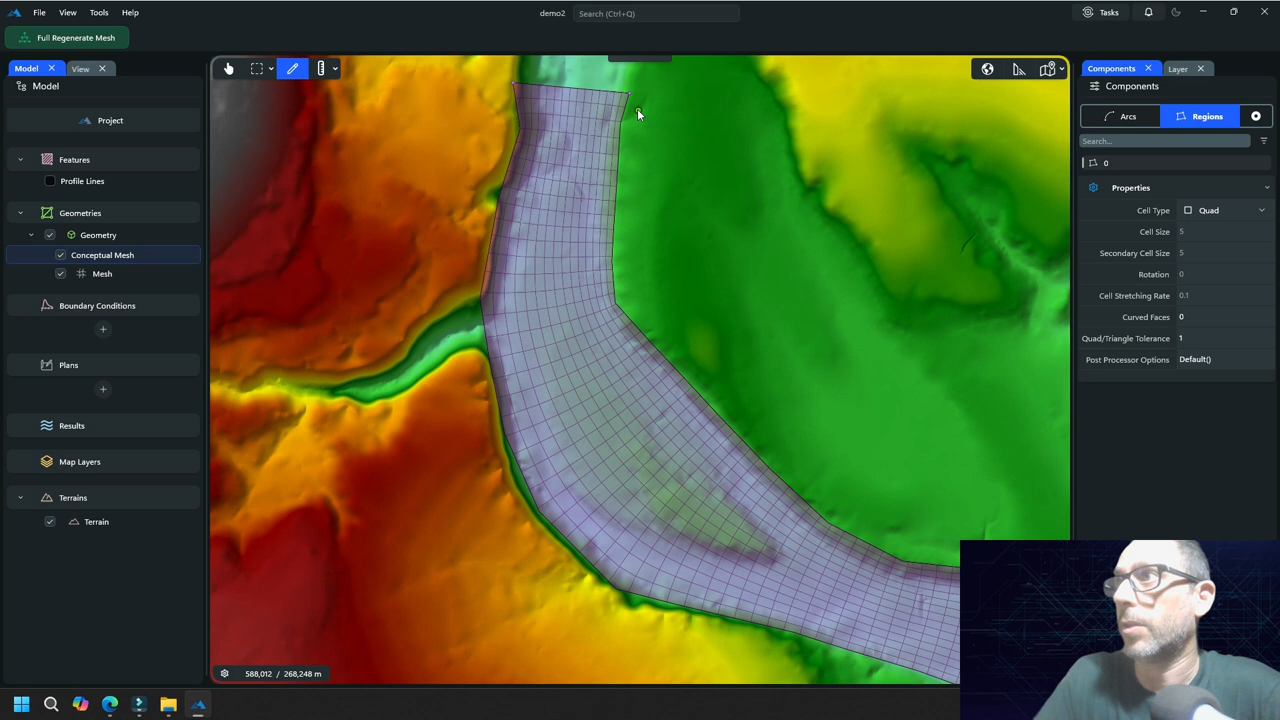 File View Tools Help
demo2
Search (Ctrl+Q)
Tasks
Full Regenerate Mesh
Model
View
Model
Project
Features
Profile Lines
Geometries
Geometry
Conceptual Mesh
Mesh
Boundary Conditions
Plans
Results
Map Layers
Terrains
Terrain
588,012 / 268,248 m
Components
Layer
Components
Arcs
Regions
Search...
0
Properties
Cell Type Quad
Cell Size 5
Secondary Cell Size 5
Rotation 0
Cell Stretching Rate 0.1
Curved Faces 0
Quad/Triangle Tolerance 1
Post Processor Options Default()